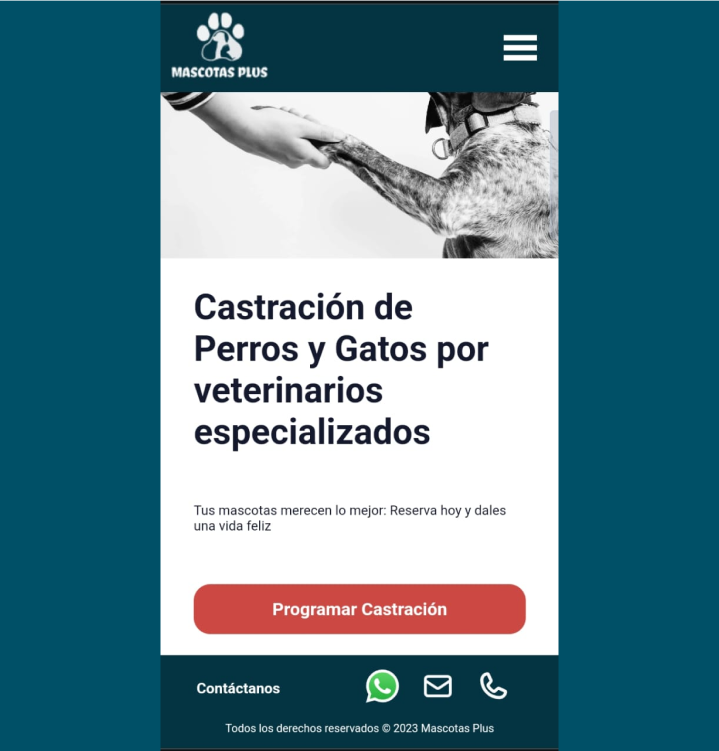 MASCOTAS PLUS
Castración de
Perros y Gatos por
veterinarios
especializados
Tus mascotas merecen lo mejor: Reserva hoy y dales
una vida feliz
Programar Castración
Contáctanos
Todos los derechos reservados © 2023 Mascotas Plus